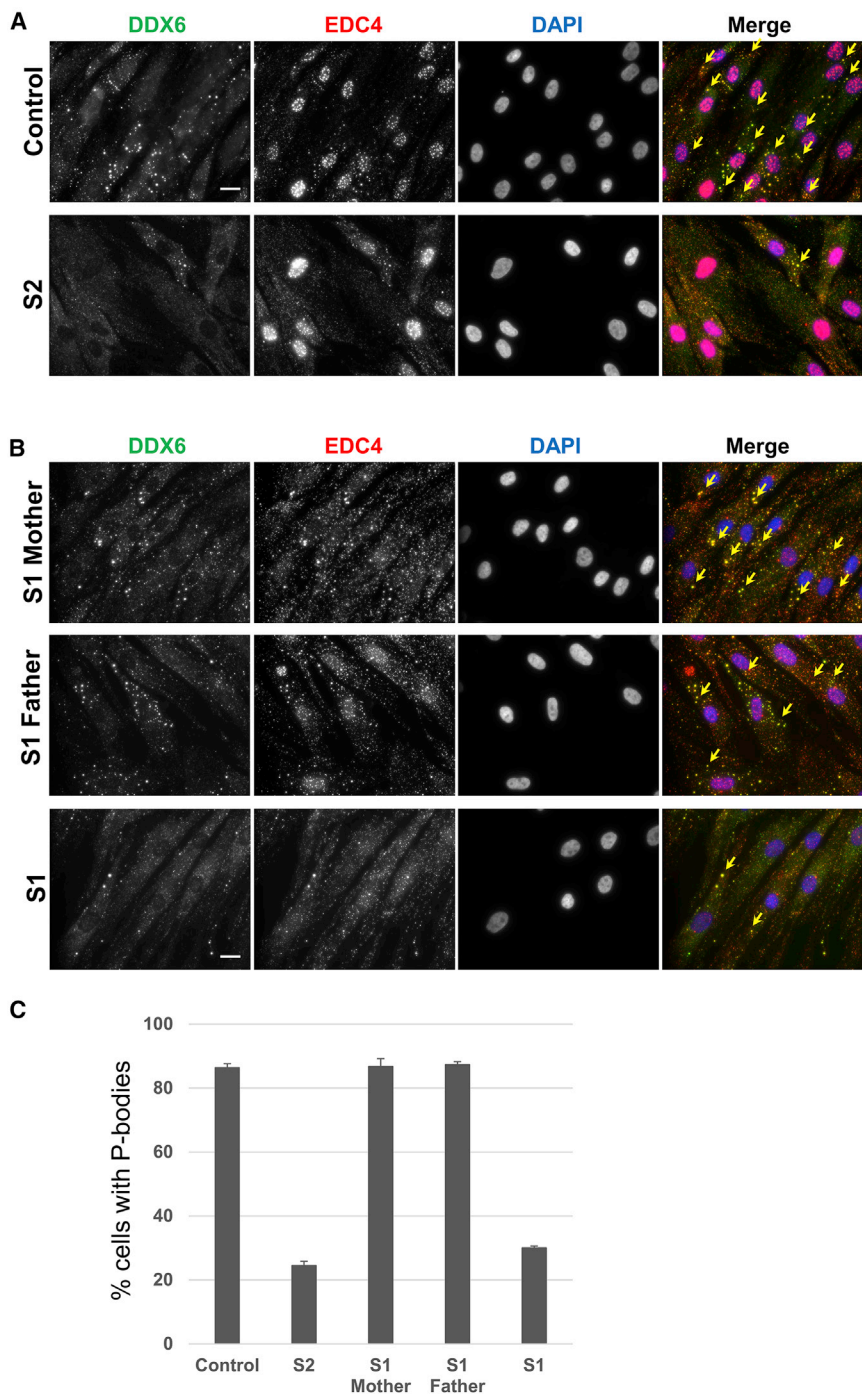 A
DDX6 EDC4 DAPI Merge
Control
S2
B
DDX6 EDC4 DAPI Merge
S1 Mother
S1 Father
S1
C
% cells with P-bodies
100
80
60
40
20
0
Control S2 S1 S1 S1
Mother Father